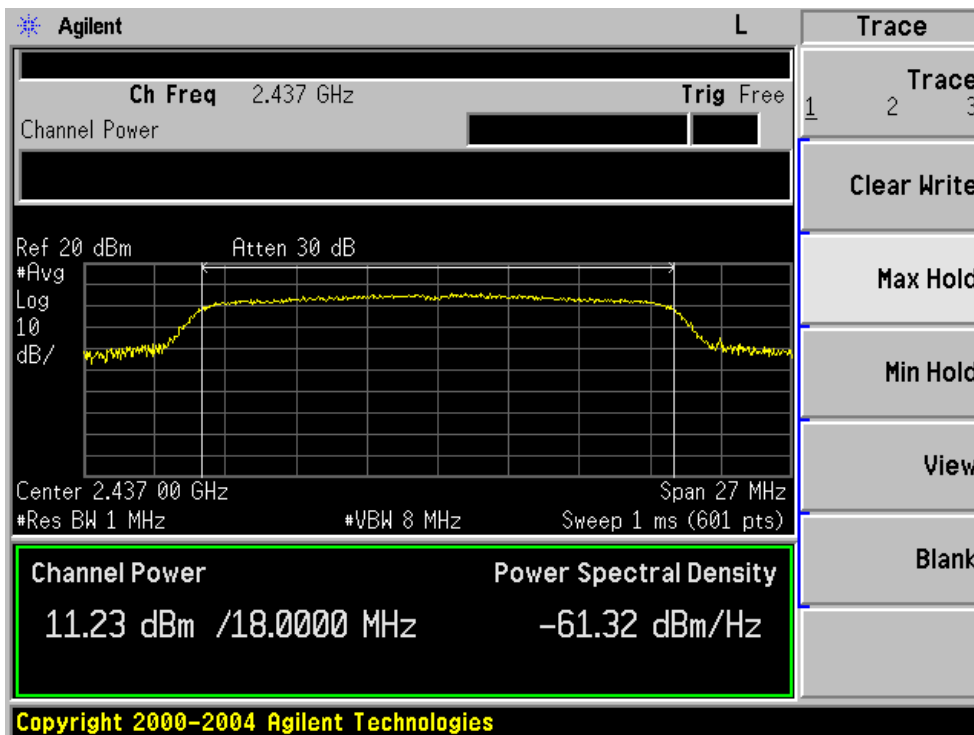 Agilent L Trace
Ch Freq 2.437 GHz Trig Free
Channel Power
Trace
1 2 3
Clear Write
Max Hold
Min Hold
View
Blank
Ref 20 dBm Atten 30 dB
#Avg
Log
10
dB/
Center 2.437 00 GHz Span 27 MHz
#Res BW 1 MHz #VBW 8 MHz Sweep 1 ms (601 pts)
Channel Power Power Spectral Density
11.23 dBm /18.0000 MHz -61.32 dBm/Hz
Copyright 2000-2004 Agilent Technologies